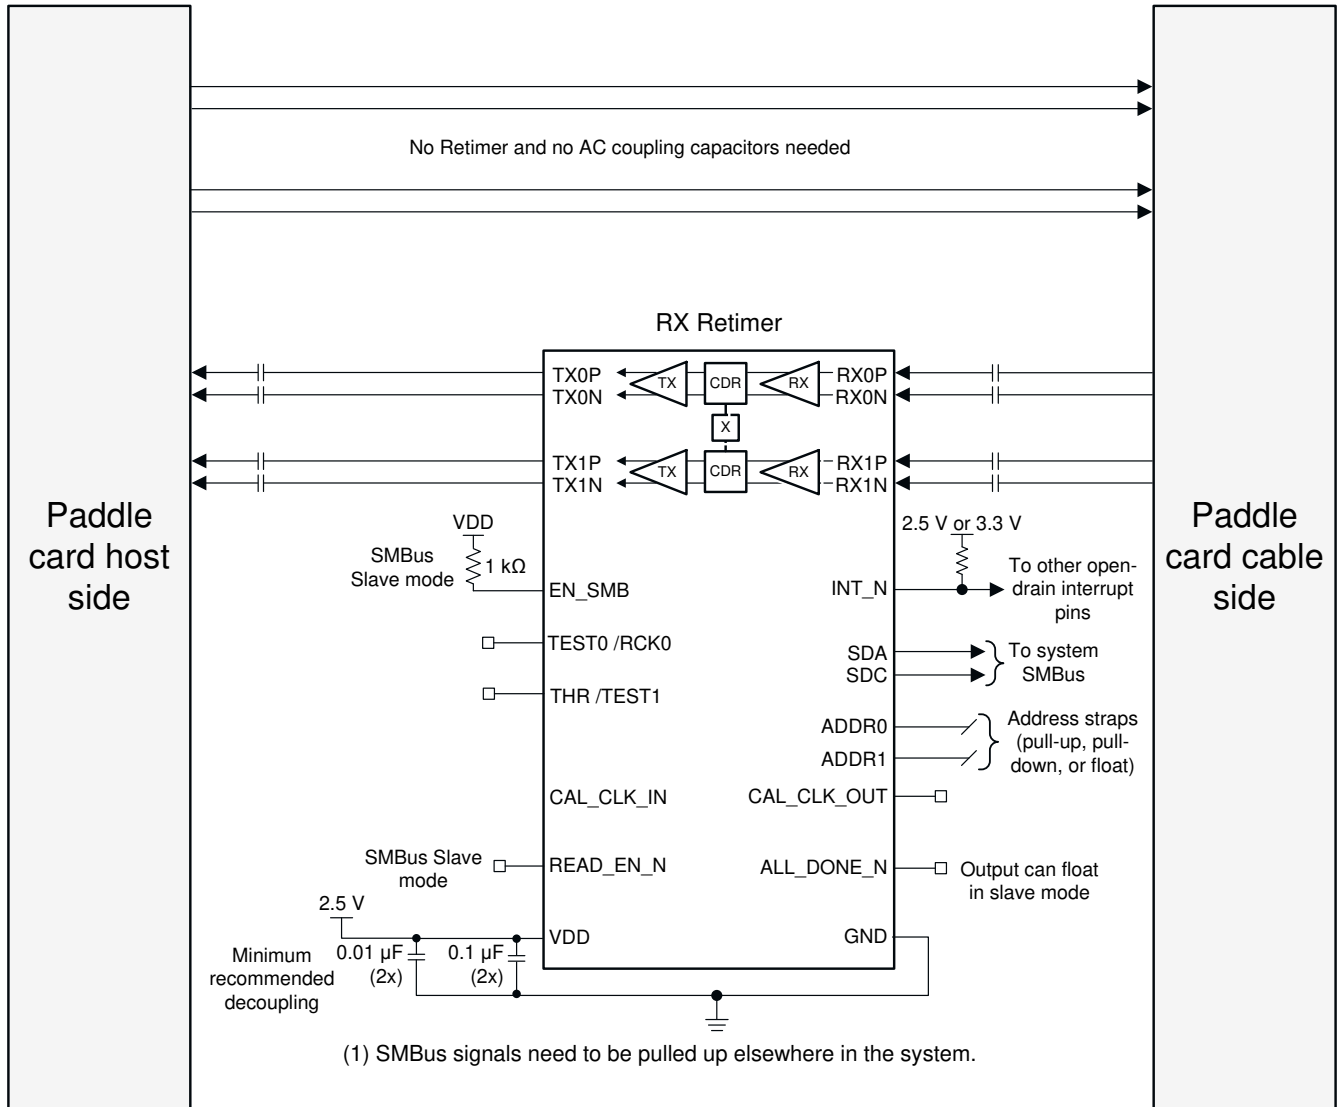 No Retimer and no AC coupling capacitors needed
RX Retimer
TX0P
TX0N
TX
CDR
RX
RX0P
RX0N
X
TX1P
TX1N
TX
CDR
RX
RX1P
RX1N
Paddle
card host
side
Paddle
card cable
side
VDD
SMBus
Slave mode
1 kΩ
EN_SMB
2.5 V or 3.3 V
INT_N
To other open-
drain interrupt
pins
TEST0 /RCK0
SDA
SDC
To system
SMBus
THR /TEST1
ADDR0
ADDR1
Address straps
(pull-up, pull-
down, or float)
CAL_CLK_IN
CAL_CLK_OUT
SMBus Slave
mode
READ_EN_N
ALL_DONE_N
Output can float
in slave mode
2.5 V
VDD
GND
Minimum
recommended
decoupling
0.01 μF
(2x)
0.1 μF
(2x)
(1) SMBus signals need to be pulled up elsewhere in the system.